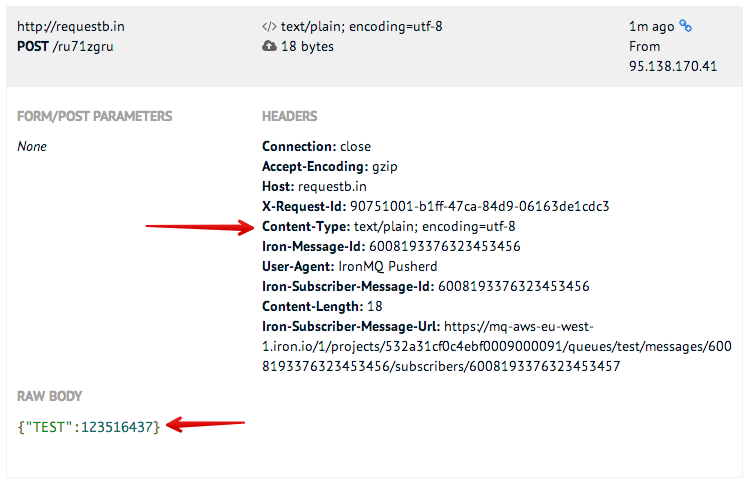 http://requestb.in
POST /ru71zgru
</> text/plain; encoding=utf-8
18 bytes
1m ago
From
95.138.170.41
FORM/POST PARAMETERS
None
HEADERS
Connection: close
Accept-Encoding: gzip
Host: requestb.in
X-Request-Id: 90751001-b1ff-47ca-84d9-06163de1cdc3
Content-Type: text/plain; encoding=utf-8
Iron-Message-Id: 6008193376323453456
User-Agent: IronMQ Pusherd
Iron-Subscriber-Message-Id: 6008193376323453456
Content-Length: 18
Iron-Subscriber-Message-Url: https://mq-aws-eu-west-
1.iron.io/1/projects/532a31cf0c4ebf0009000091/queues/test/messages/600
8193376323453456/subscribers/6008193376323453457
RAW BODY
{"TEST":123516437}